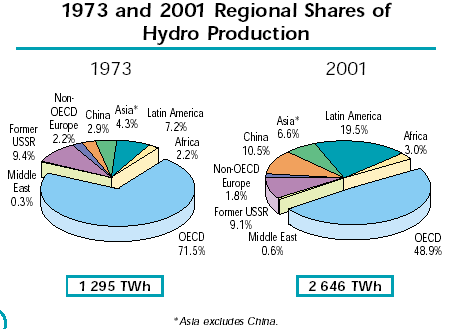 1973 and 2001 Regional Shares of
Hydro Production
1973
Non-
OECD
Europe
2.2%
China
2.9%
Asia*
4.3%
Latin America
7.2%
Africa
2.2%
Former
USSR
9.4%
Middle
East
0.3%
OECD
71.5%
1 295 TWh
2001
Latin America
19.5%
Asia*
6.6%
Africa
3.0%
China
10.5%
Non-OECD
Europe
1.8%
Former USSR
9.1%
Middle East
0.6%
OECD
48.9%
2 646 TWh
*Asia excludes China.